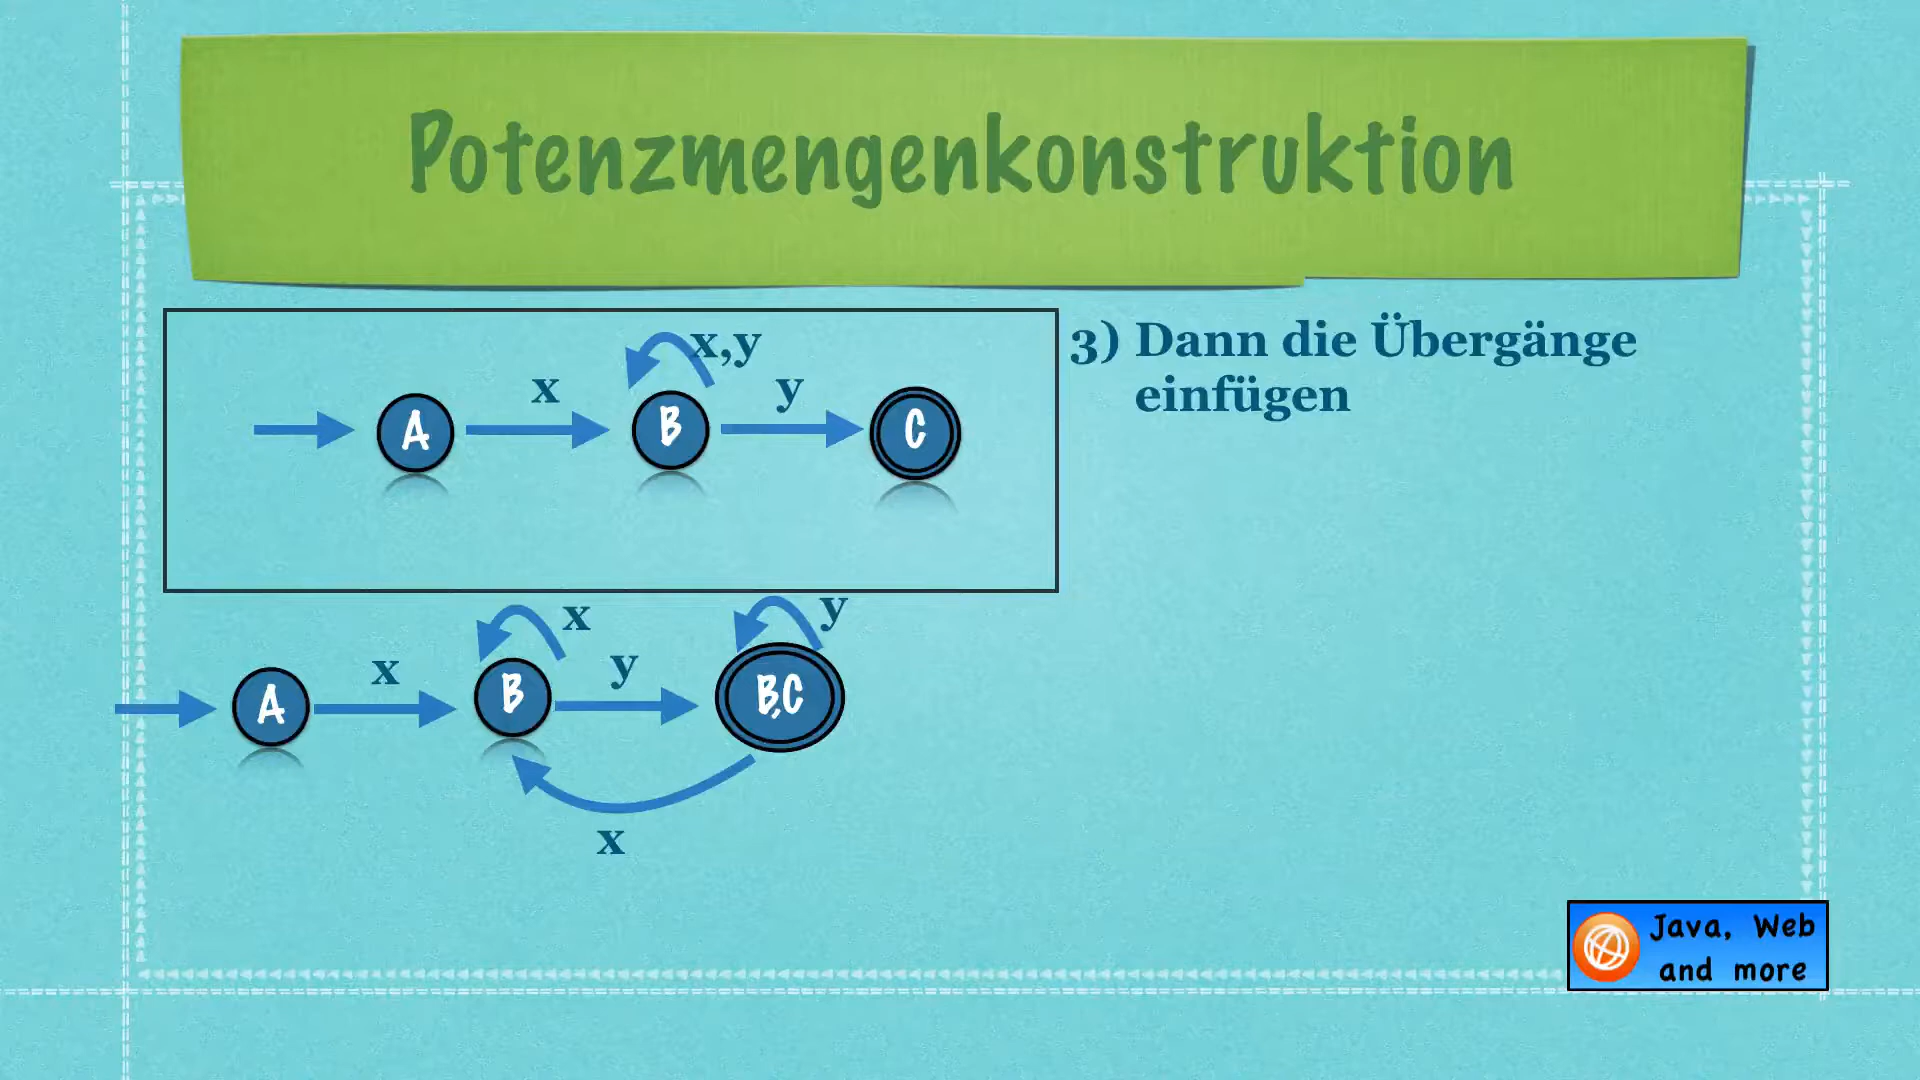 Potenzmengenkonstruktion
3) Dann die Übergänge
einfügen
x,y
x
y
A
B
C
x
y
x
y
A
B
B,C
x
Java, Web
and more